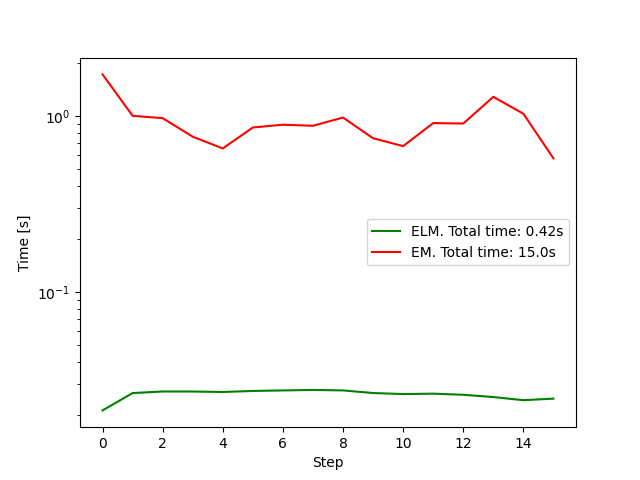 10⁰
10⁻¹
Time [s]
ELM. Total time: 0.42s
EM. Total time: 15.0s
0 2 4 6 8 10 12 14
Step